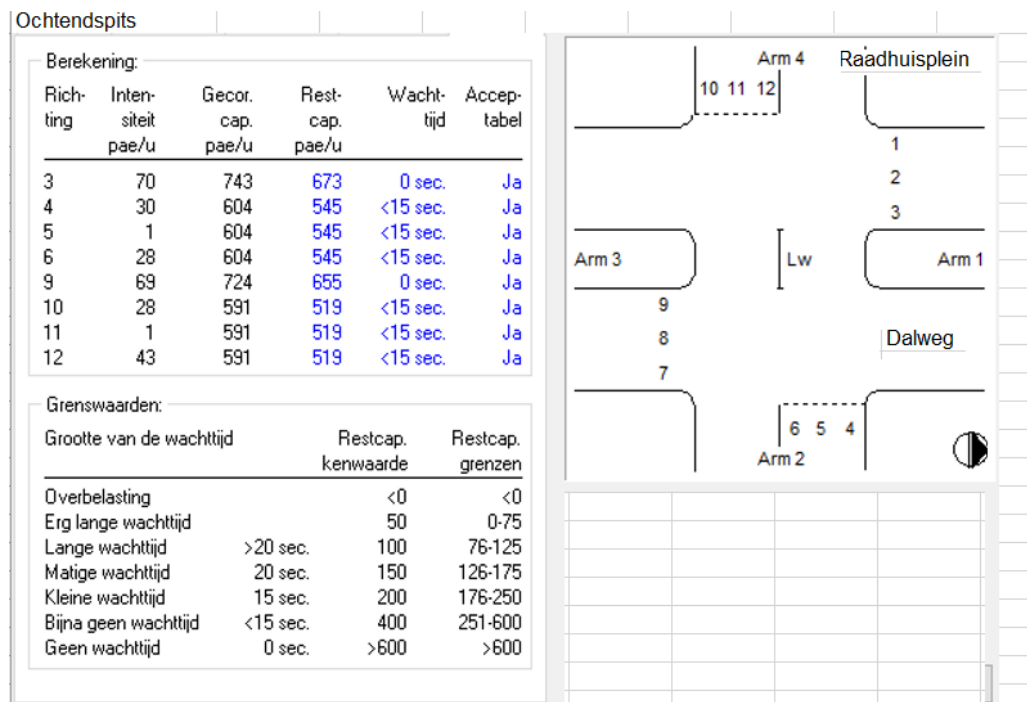 Ochtendspits
Berekening:
Rich- Inten- Gecor. Rest- Wacht- Accep-
ting siteit cap. cap. tijd tabel
pae/u pae/u pae/u
3 70 743 673 0 sec. Ja
4 30 604 545 <15 sec. Ja
5 1 604 545 <15 sec. Ja
6 28 604 545 <15 sec. Ja
9 69 724 655 0 sec. Ja
10 28 591 519 <15 sec. Ja
11 1 591 519 <15 sec. Ja
12 43 591 519 <15 sec. Ja
Grenswaarden:
Grootte van de wachttijd Restcap. Restcap.
kenwaarde grenzen
Overbelasting <0 <0
Erg lange wachttijd 50 0-75
Lange wachttijd >20 sec. 100 76-125
Matige wachttijd 20 sec. 150 126-175
Kleine wachttijd 15 sec. 200 176-250
Bijna geen wachttijd <15 sec. 400 251-600
Geen wachttijd 0 sec. >600 >600
Arm 4 Raadhuisplein
10 11 12
1
2
3
Arm 3 Lw Arm 1
9
8 Dalweg
7
6 5 4
Arm 2